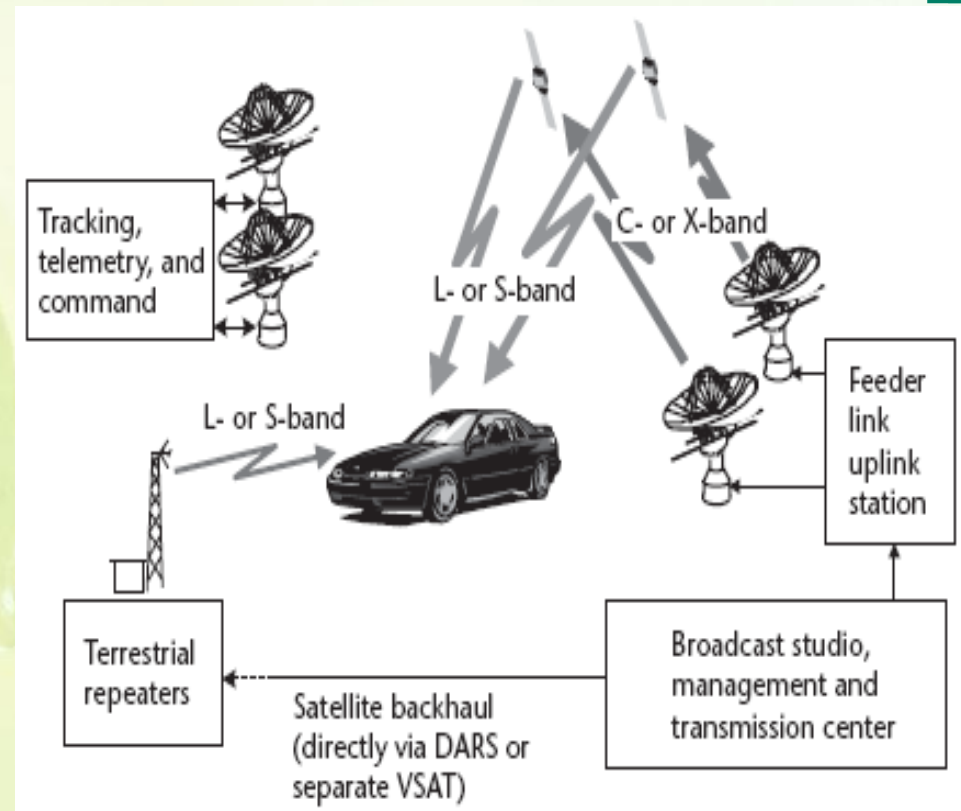 Tracking,
telemetry, and
command
C- or X-band
L- or S-band
L- or S-band
Feeder
link
uplink
station
Terrestrial
repeaters
Satellite backhaul
(directly via DARS or
separate VSAT)
Broadcast studio,
management and
transmission center